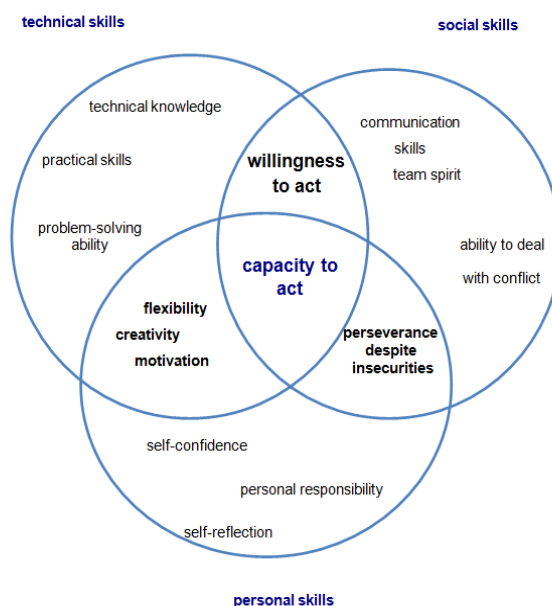 technical skills
social skills
technical knowledge
communication
skills
team spirit
practical skills
willingness
to act
problem-solving
ability
ability to deal
with conflict
capacity to
act
flexibility
creativity
motivation
perseverance
despite
insecurities
self-confidence
personal responsibility
self-reflection
personal skills